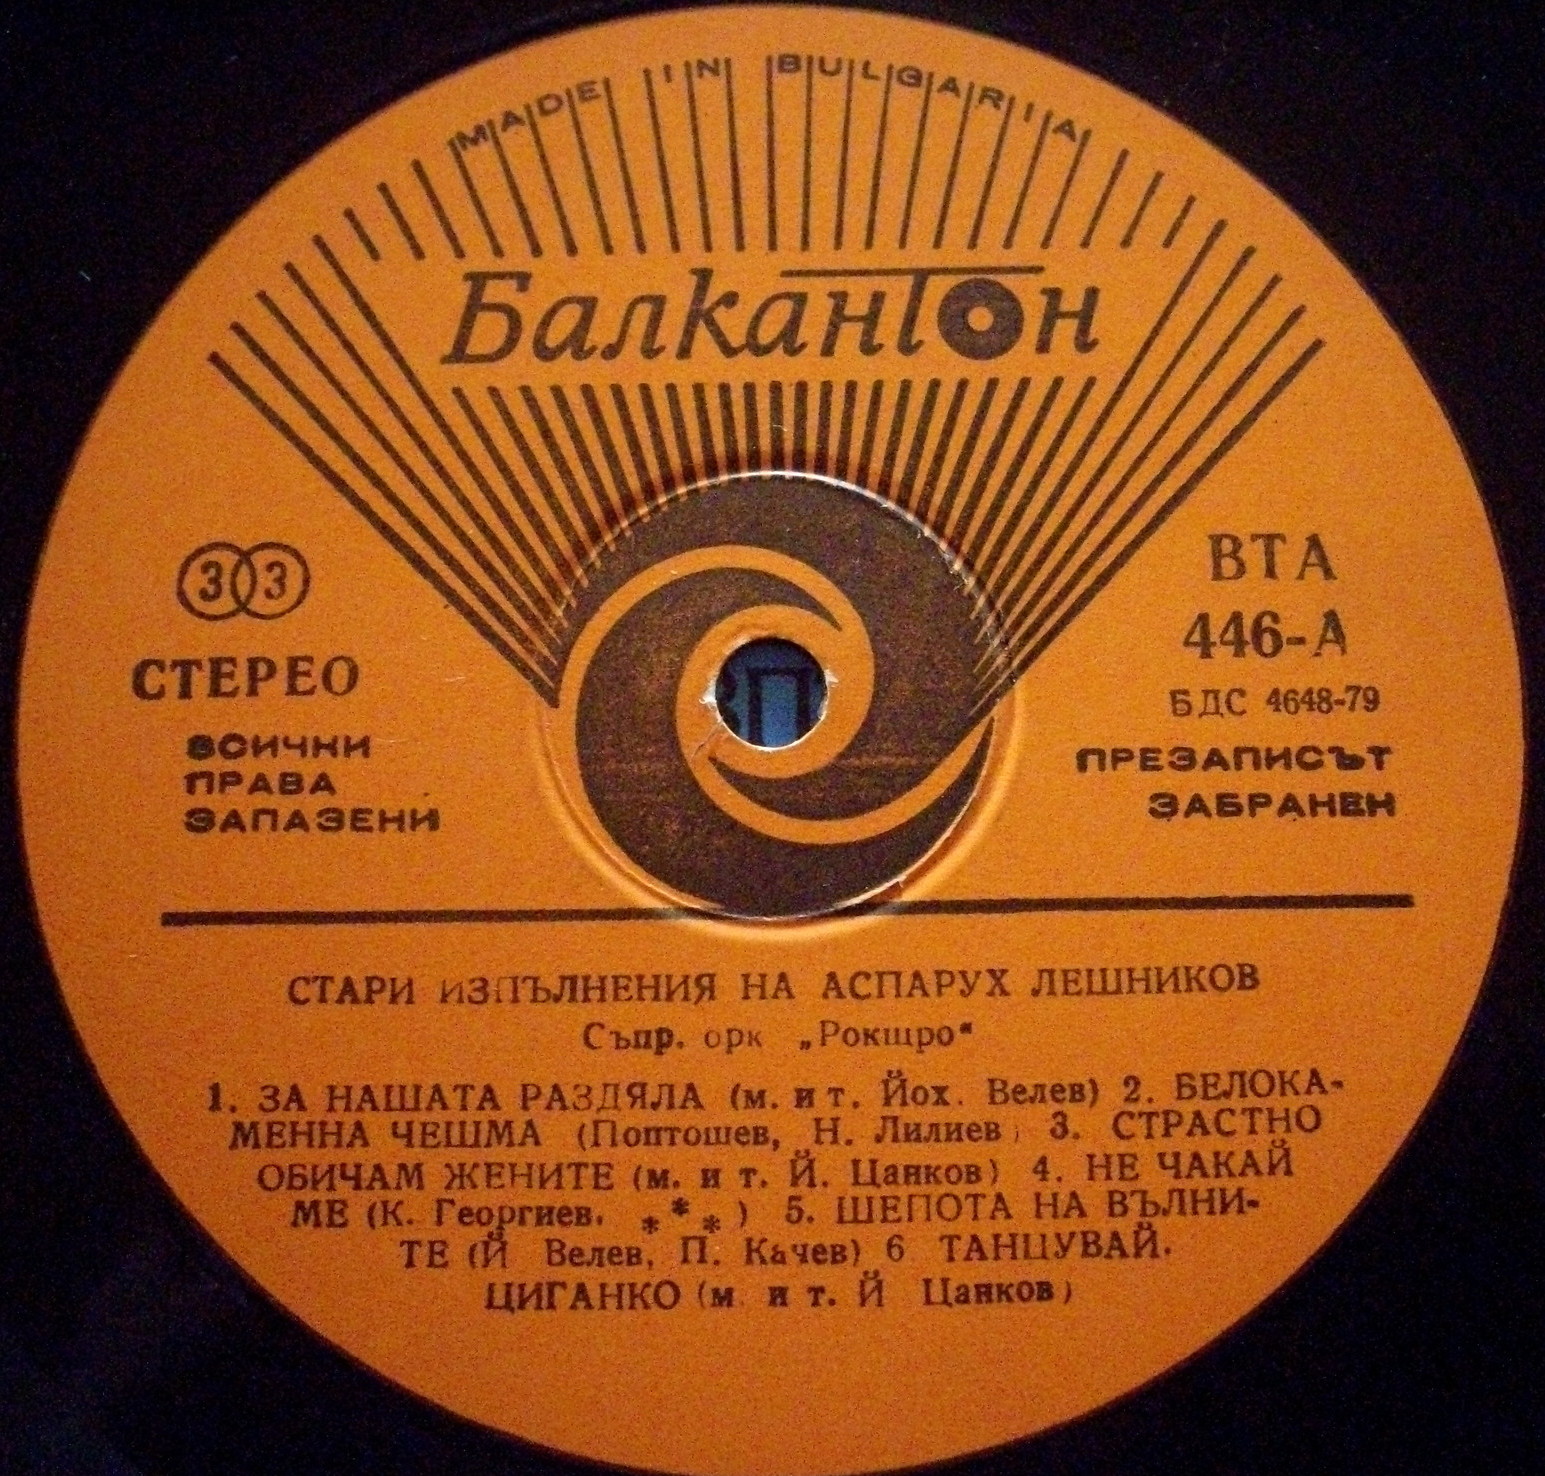 MADE IN BULGARIA
Балкантон
33
СТЕРЕО
ВСИЧКИ
ПРАВА
ЗАПАЗЕНИ
ВТА
446-А
БДС 4648-79
ПРЕЗАПИСЪТ
ЗАБРАНЕН
СТАРИ ИЗПЪЛНЕНИЯ НА АСПАРУХ ЛЕШНИКОВ
Съпр. орк „Рокщро“
1. ЗА НАШАТА РАЗДЯЛА (м. и т. Йох. Велев) 2. БЕЛОКА-
МЕННА ЧЕШМА (Поптошев, Н. Лилиев) 3. СТРАСТНО
ОБИЧАМ ЖЕНИТЕ (м. и т. Й. Цанков) 4. НЕ ЧАКАЙ
МЕ (К. Георгиев, ***) 5. ШЕПОТА НА ВЪЛНИ-
ТЕ (Й Велев, П. Качев) 6 ТАНЦУВАЙ.
ЦИГАНКО (м. и т. Й Цанков)